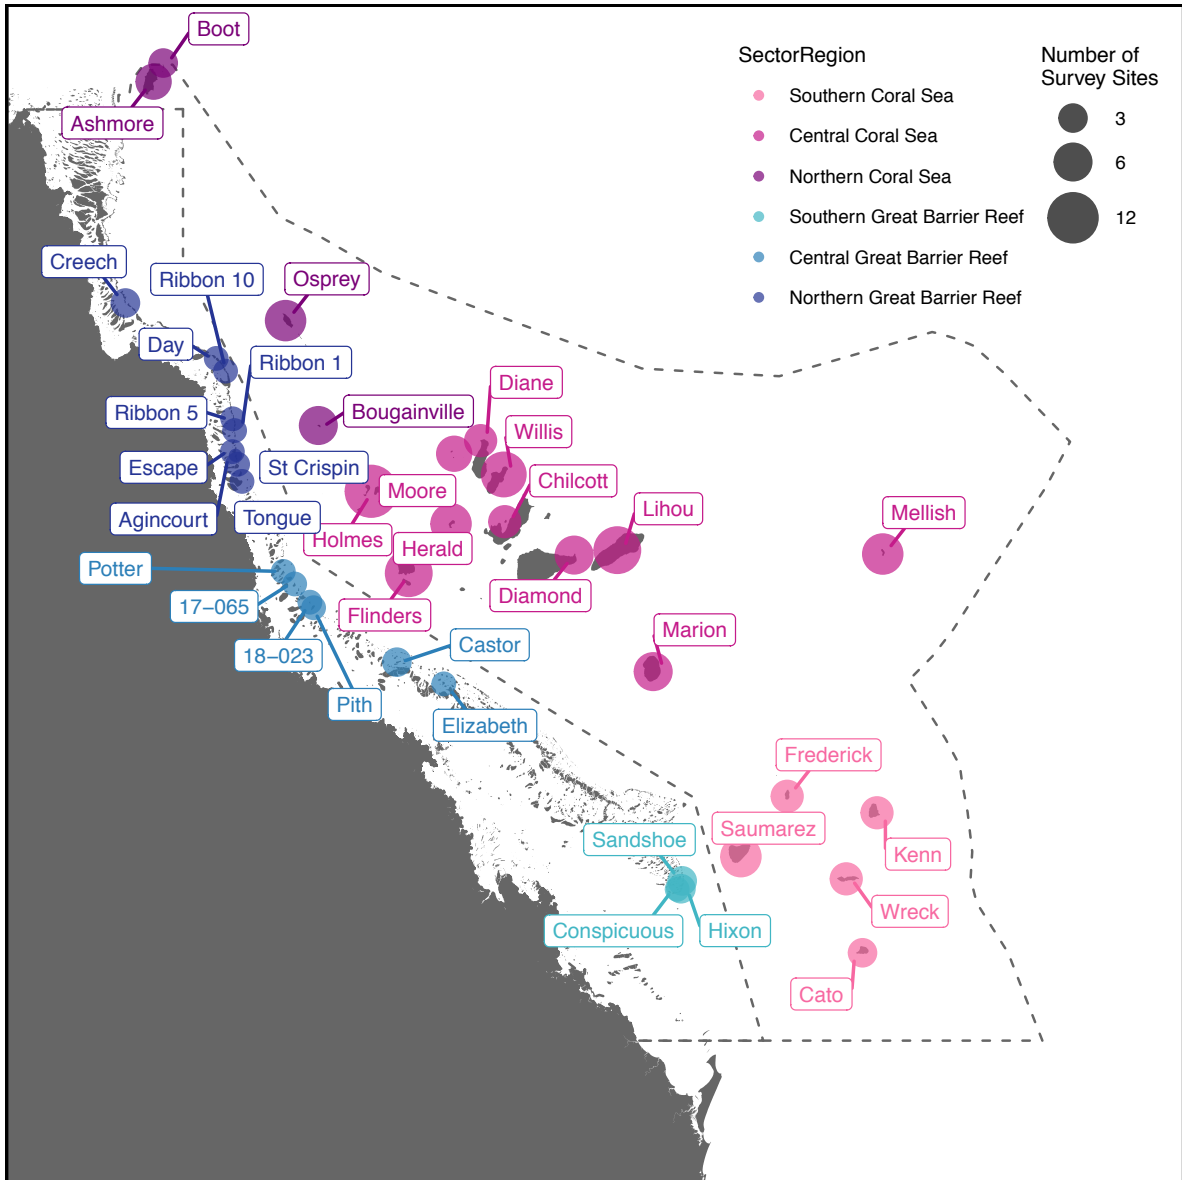 Boot
Ashmore
SectorRegion
Southern Coral Sea
Central Coral Sea
Northern Coral Sea
Southern Great Barrier Reef
Central Great Barrier Reef
Northern Great Barrier Reef
Number of
Survey Sites
3
6
12
Creech
Ribbon 10
Osprey
Day
Ribbon 1
Diane
Ribbon 5
Bougainville
Willis
Escape
St Crispin
Chilcott
Moore
Lihou
Mellish
Agincourt
Tongue
Holmes
Herald
Potter
Diamond
17–065
Flinders
Marion
18–023
Castor
Pith
Elizabeth
Frederick
Saumarez
Sandshoe
Kenn
Wreck
Conspicuous
Hixon
Cato